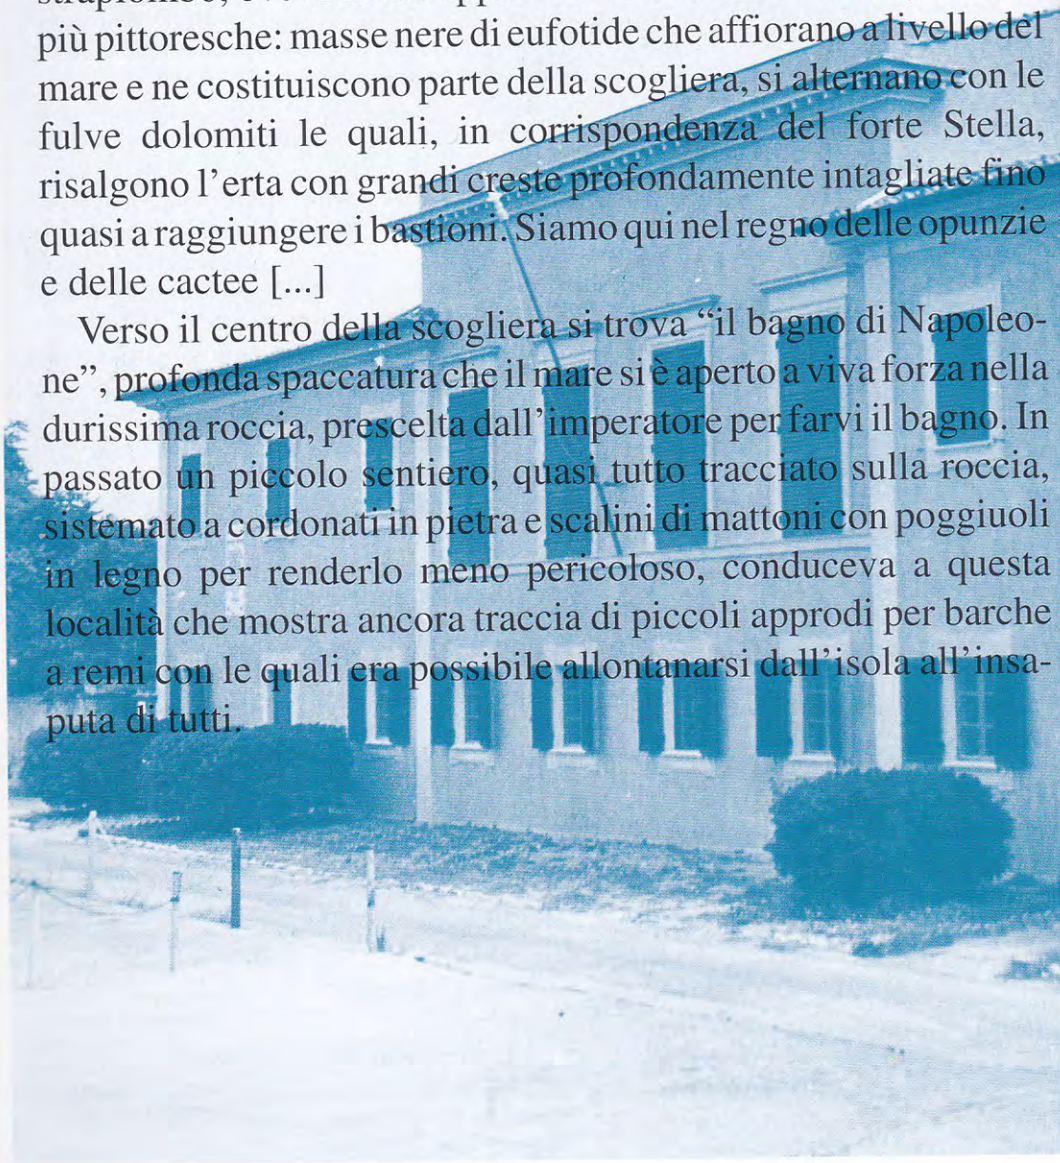 più pittoresche: masse nere di eufotide che affiorano a livello del
mare e ne costituiscono parte della scogliera, si alternano con le
fulve dolomiti le quali, in corrispondenza del forte Stella,
risalgono l’erta con grandi creste profondamente intagliate fino
quasi a raggiungere i bastioni. Siamo qui nel regno delle opunzie
e delle cactee [...]
Verso il centro della scogliera si trova “il bagno di Napoleo-
ne”, profonda spaccatura che il mare si è aperto a viva forza nella
durissima roccia, prescelta dall’imperatore per farvi il bagno. In
passato un piccolo sentiero, quasi tutto tracciato sulla roccia,
sistemato a cordonati in pietra e scalini di mattoni con poggiuoli
in legno per renderlo meno pericoloso, conduceva a questa
località che mostra ancora traccia di piccoli approdi per barche
a remi con le quali era possibile allontanarsi dall’isola all’insa-
puta di tutti.